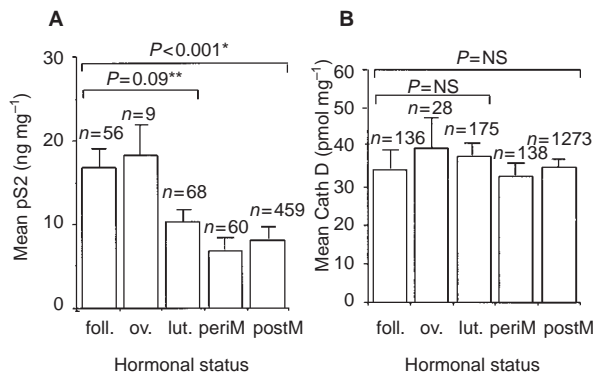 A
P<0.001*
P=0.09**
n=9
n=56
n=68
n=60
n=459
Mean pS2 (ng mg⁻¹)
30
20
10
0
foll. ov. lut. periM postM
Hormonal status
B
P=NS
P=NS
n=28
n=136
n=175
n=138
n=1273
Mean Cath D (pmol mg⁻¹)
60
50
40
30
20
10
0
foll. ov. lut. periM postM
Hormonal status